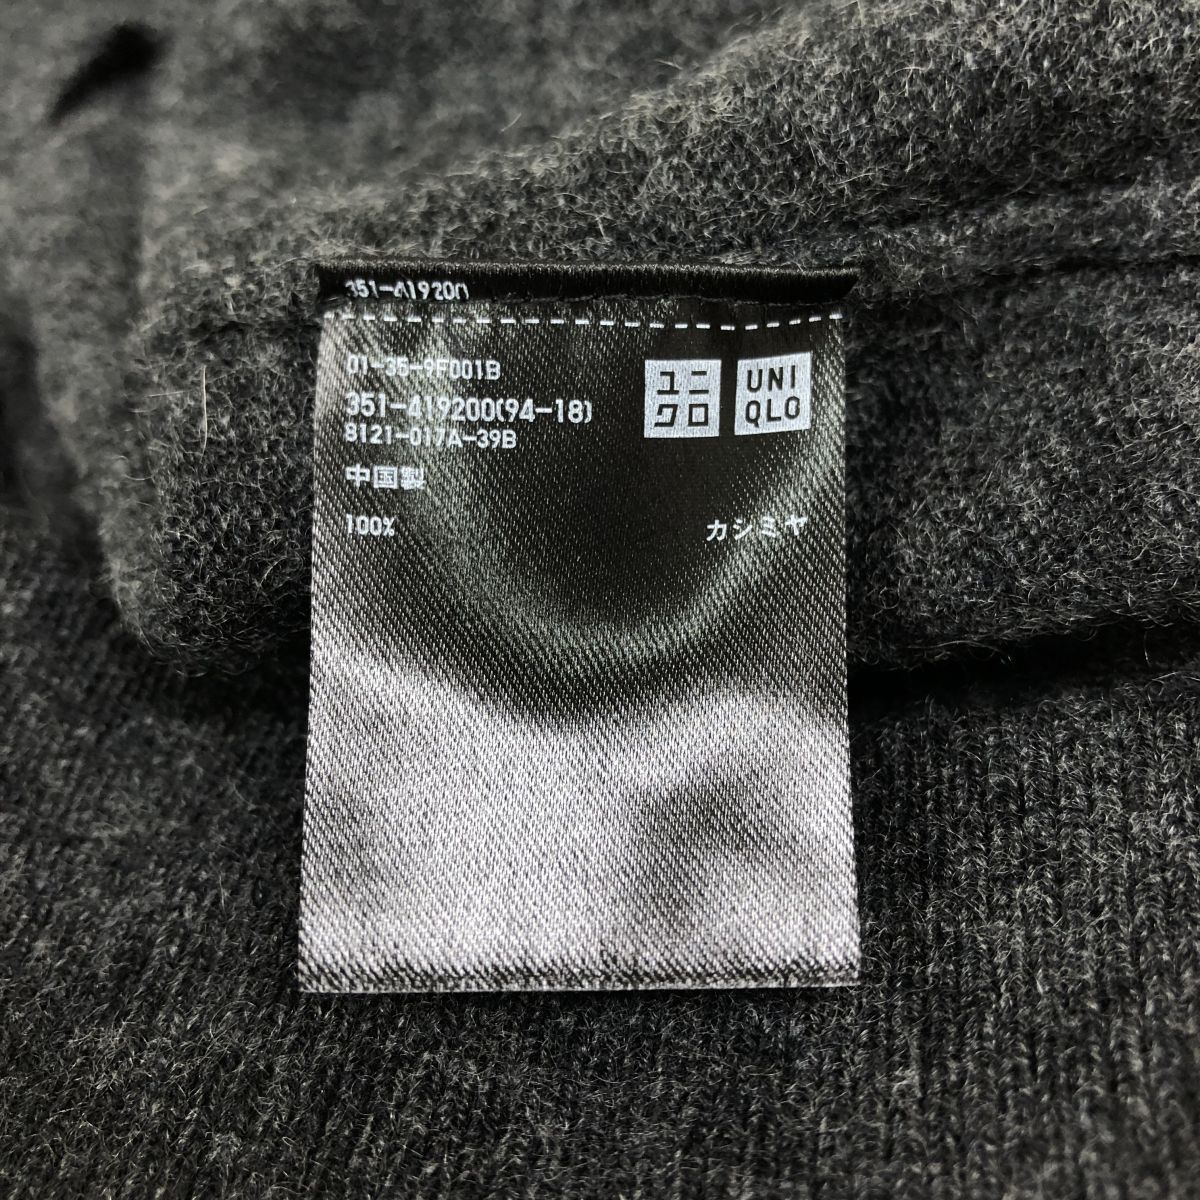 351-419200
01-35-9F001B
ユニクロ UNIQLO
351-419200(94-18)
8121-017A-39B
中国製
100% カシミヤ